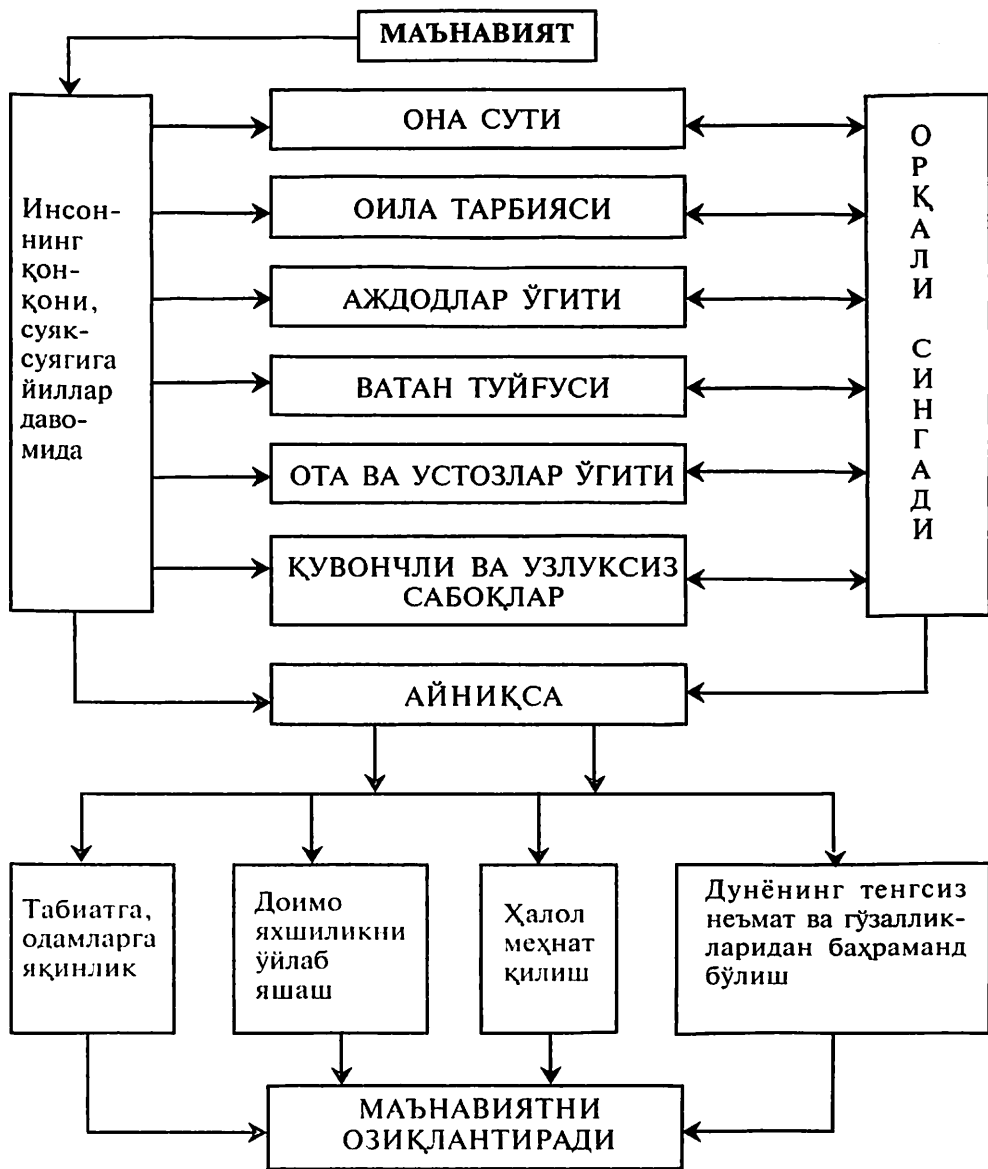 МАЪНАВИЯТ
Инсон-
нинг
қон-
қони,
суяк-
суягига
йиллар
даво-
мида
ОНА СУТИ
ОИЛА ТАРБИЯСИ
АЖДОДЛАР ЎГИТИ
ВАТАН ТУЙҒУСИ
ОТА ВА УСТОЗЛАР ЎГИТИ
ҚУВОНЧЛИ ВА УЗЛУКСИЗ
САБОҚЛАР
ОРҚАЛИ СИНГАДИ
АЙНИҚСА
Табиатга,
одамларга
яқинлик
Доимо
яхшиликни
ўйлаб
яшаш
Ҳалол
меҳнат
қилиш
Дунёнинг тенгсиз
неъмат ва гўзаллик-
ларидан баҳраманд
бўлиш
МАЪНАВИЯТНИ
ОЗИҚЛАНТИРАДИ